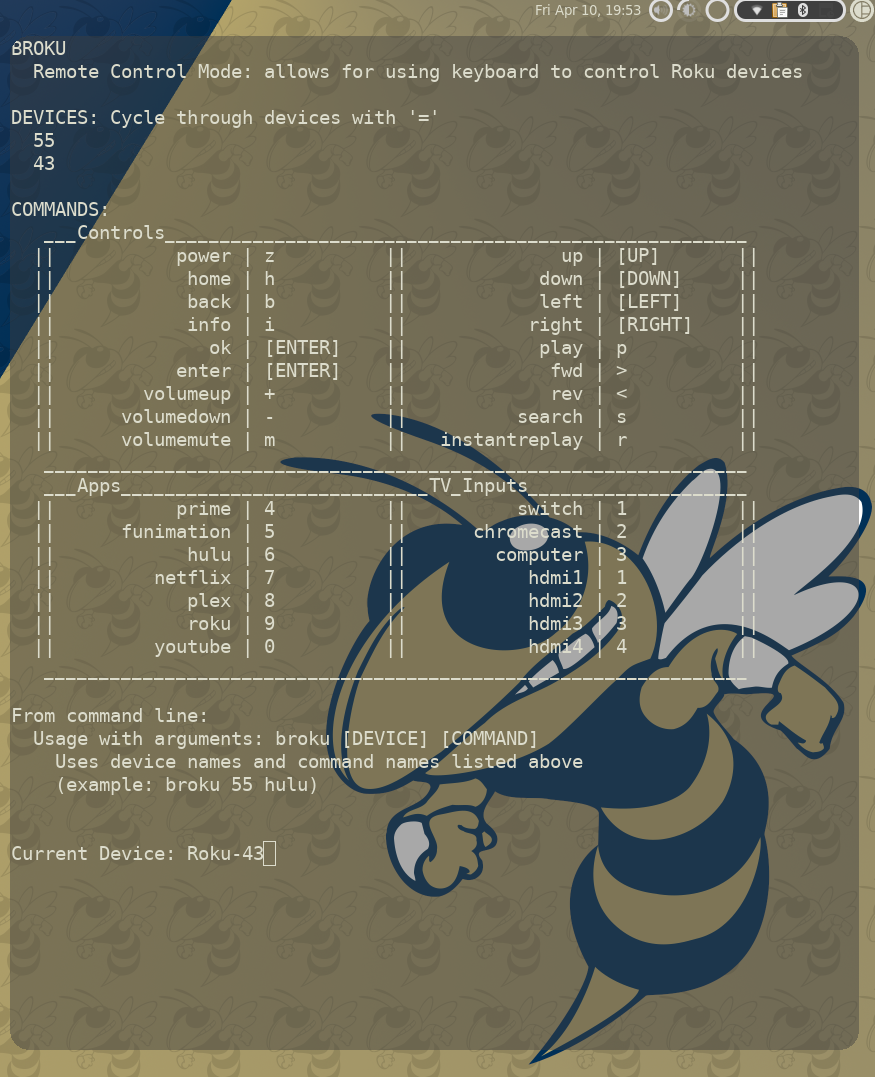 Fri Apr 10, 19:53
BROKU
  Remote Control Mode: allows for using keyboard to control Roku devices
DEVICES: Cycle through devices with '='
  55
  43
COMMANDS:
   ___Controls_____________________________________________________
  ||           power | z          ||              up | [UP]       ||
  ||            home | h          ||            down | [DOWN]     ||
  ||            back | b          ||            left | [LEFT]     ||
  ||            info | i          ||           right | [RIGHT]    ||
  ||              ok | [ENTER]    ||            play | p          ||
  ||           enter | [ENTER]    ||             fwd | >          ||
  ||        volumeup | +          ||             rev | <          ||
  ||      volumedown | -          ||          search | s          ||
  ||      volumemute | m          ||   instantreplay | r          ||
   ________________________________________________________________
   ___Apps____________________________TV_Inputs____________________
  ||           prime | 4          ||          switch | 1          ||
  ||      funimation | 5          ||      chromecast | 2          ||
  ||            hulu | 6          ||        computer | 3          ||
  ||         netflix | 7          ||           hdmi1 | 1          ||
  ||            plex | 8          ||           hdmi2 | 2          ||
  ||            roku | 9          ||           hdmi3 | 3          ||
  ||         youtube | 0          ||           hdmi4 | 4          ||
   ________________________________________________________________
From command line:
  Usage with arguments: broku [DEVICE] [COMMAND]
    Uses device names and command names listed above
    (example: broku 55 hulu)
Current Device: Roku-43